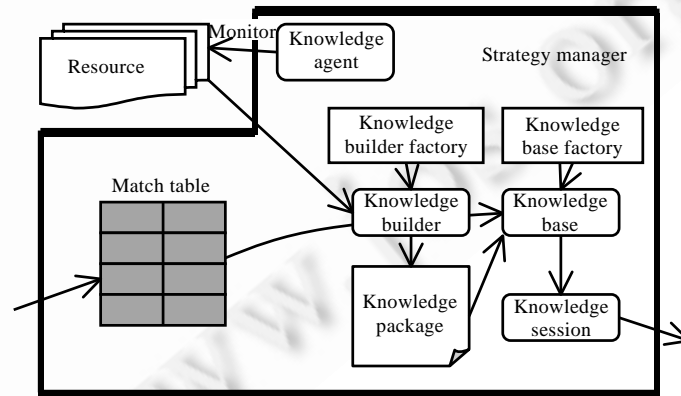 Monitor
Knowledge
agent
Resource
Strategy manager
Knowledge
builder factory
Knowledge
base factory
Match table
Knowledge
builder
Knowledge
base
Knowledge
package
Knowledge
session